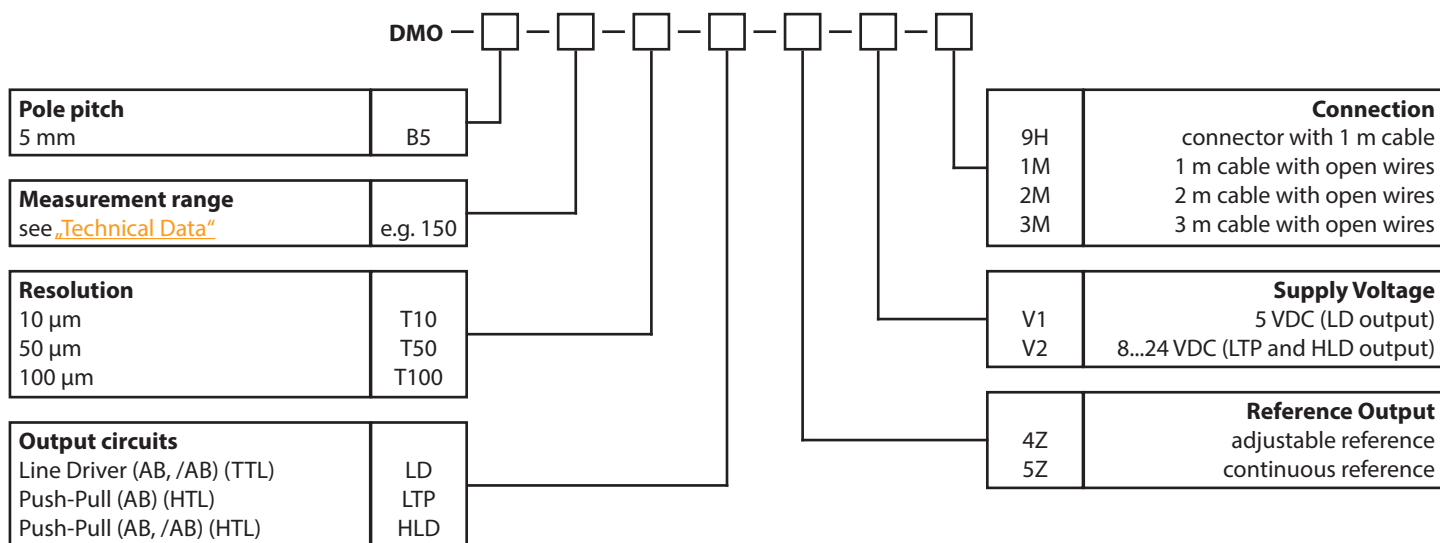 DMO
Pole pitch
5 mm B5
Measurement range
see „Technical Data“ e.g. 150
Resolution
10 µm T10
50 µm T50
100 µm T100
Output circuits
Line Driver (AB, /AB) (TTL) LD
Push-Pull (AB) (HTL) LTP
Push-Pull (AB, /AB) (HTL) HLD
Connection
9H connector with 1 m cable
1M 1 m cable with open wires
2M 2 m cable with open wires
3M 3 m cable with open wires
Supply Voltage
V1 5 VDC (LD output)
V2 8...24 VDC (LTP and HLD output)
Reference Output
4Z adjustable reference
5Z continuous reference